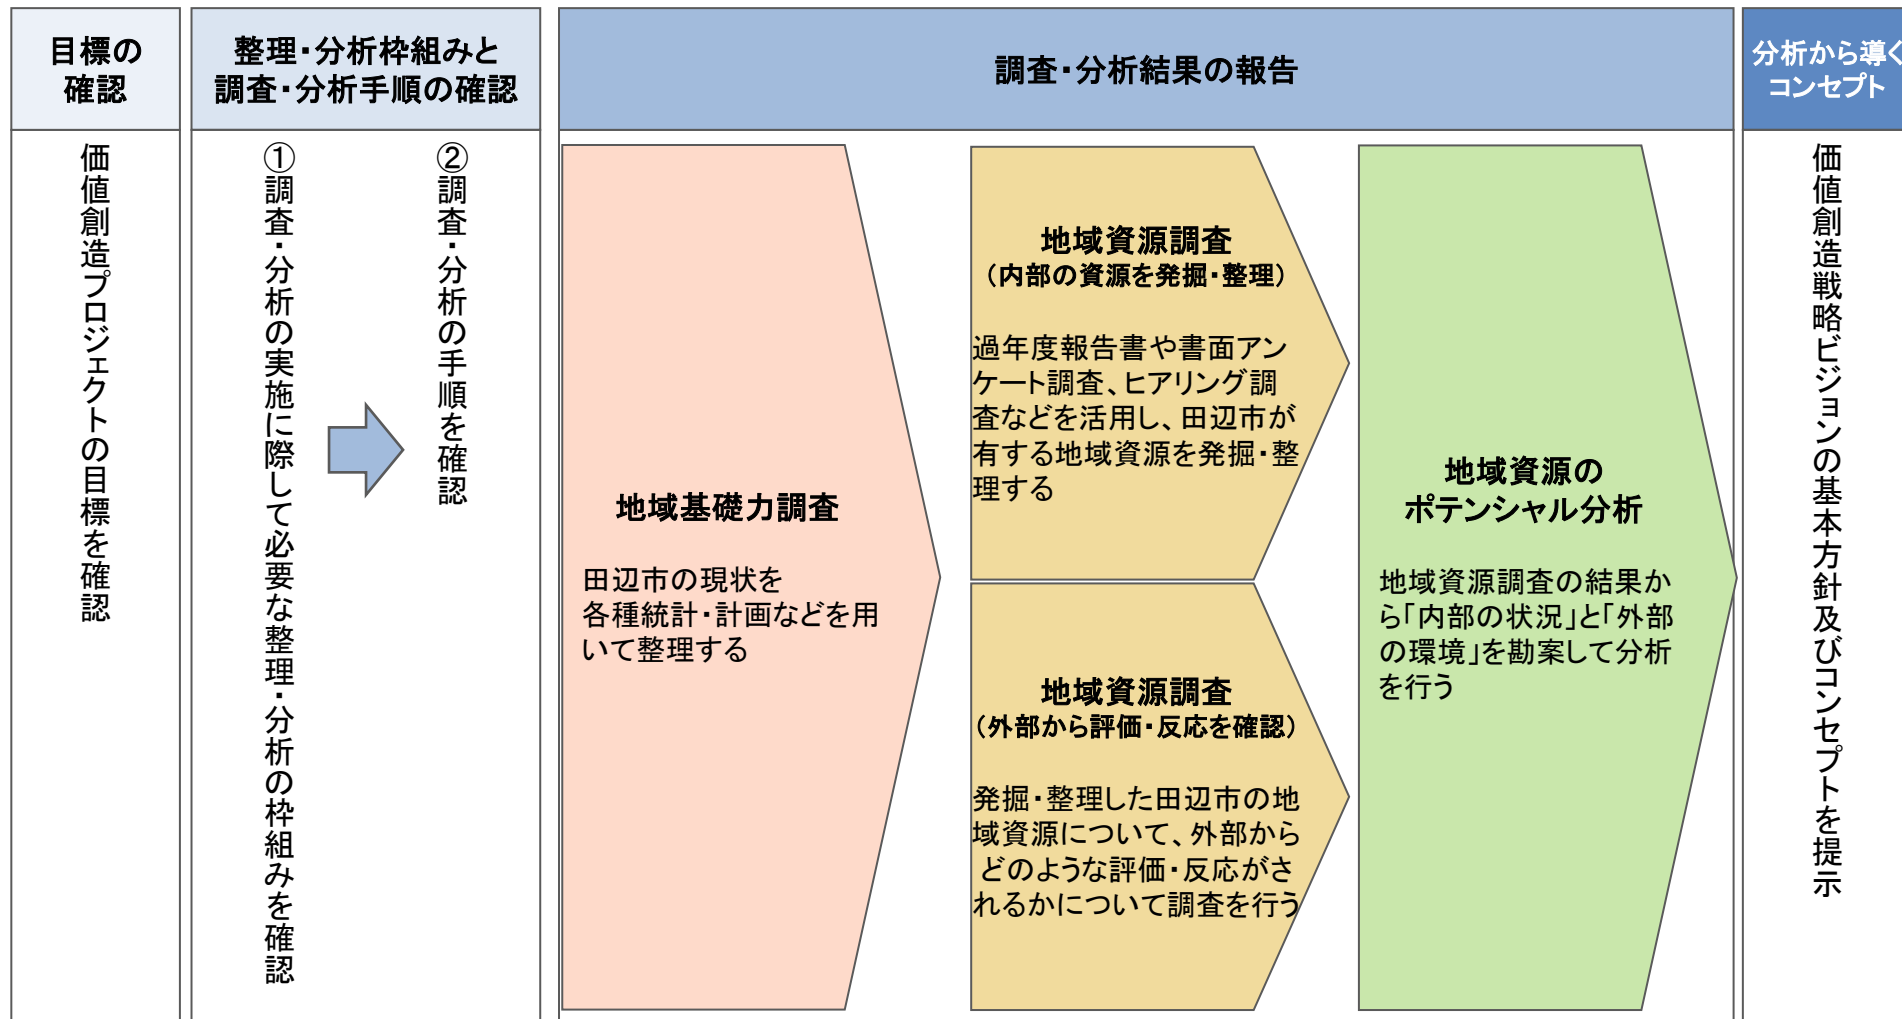 目標の
確認
整理・分析枠組みと
調査・分析手順の確認
調査・分析結果の報告
分析から導く
コンセプト
価値創造プロジェクトの目標を確認
①調査・分析の実施に際して必要な整理・分析の枠組みを確認
②調査・分析の手順を確認
地域基礎力調査
田辺市の現状を
各種統計・計画などを用
いて整理する
地域資源調査
（内部の資源を発掘・整理）
過年度報告書や書面アン
ケート調査、ヒアリング調
査などを活用し、田辺市が
有する地域資源を発掘・整
理する
地域資源調査
（外部から評価・反応を確認）
発掘・整理した田辺市の地
域資源について、外部から
どのような評価・反応がさ
れるかについて調査を行う
地域資源の
ポテンシャル分析
地域資源調査の結果か
ら「内部の状況」と「外部
の環境」を勘案して分析
を行う
価値創造戦略ビジョンの基本方針及びコンセプトを提示